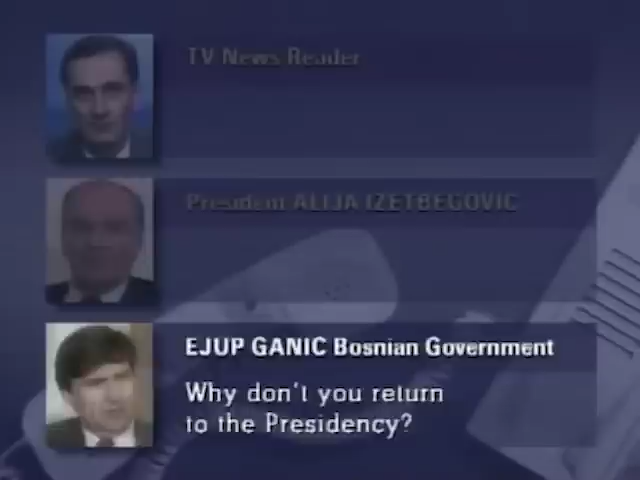 TV News Reader
President ALIJA IZETBEGOVIC
EJUP GANIC Bosnian Government
Why don't you return
to the Presidency?